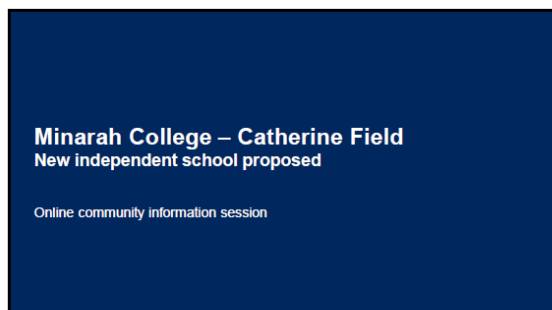 Minarah College – Catherine Field
New independent school proposed
Online community information session